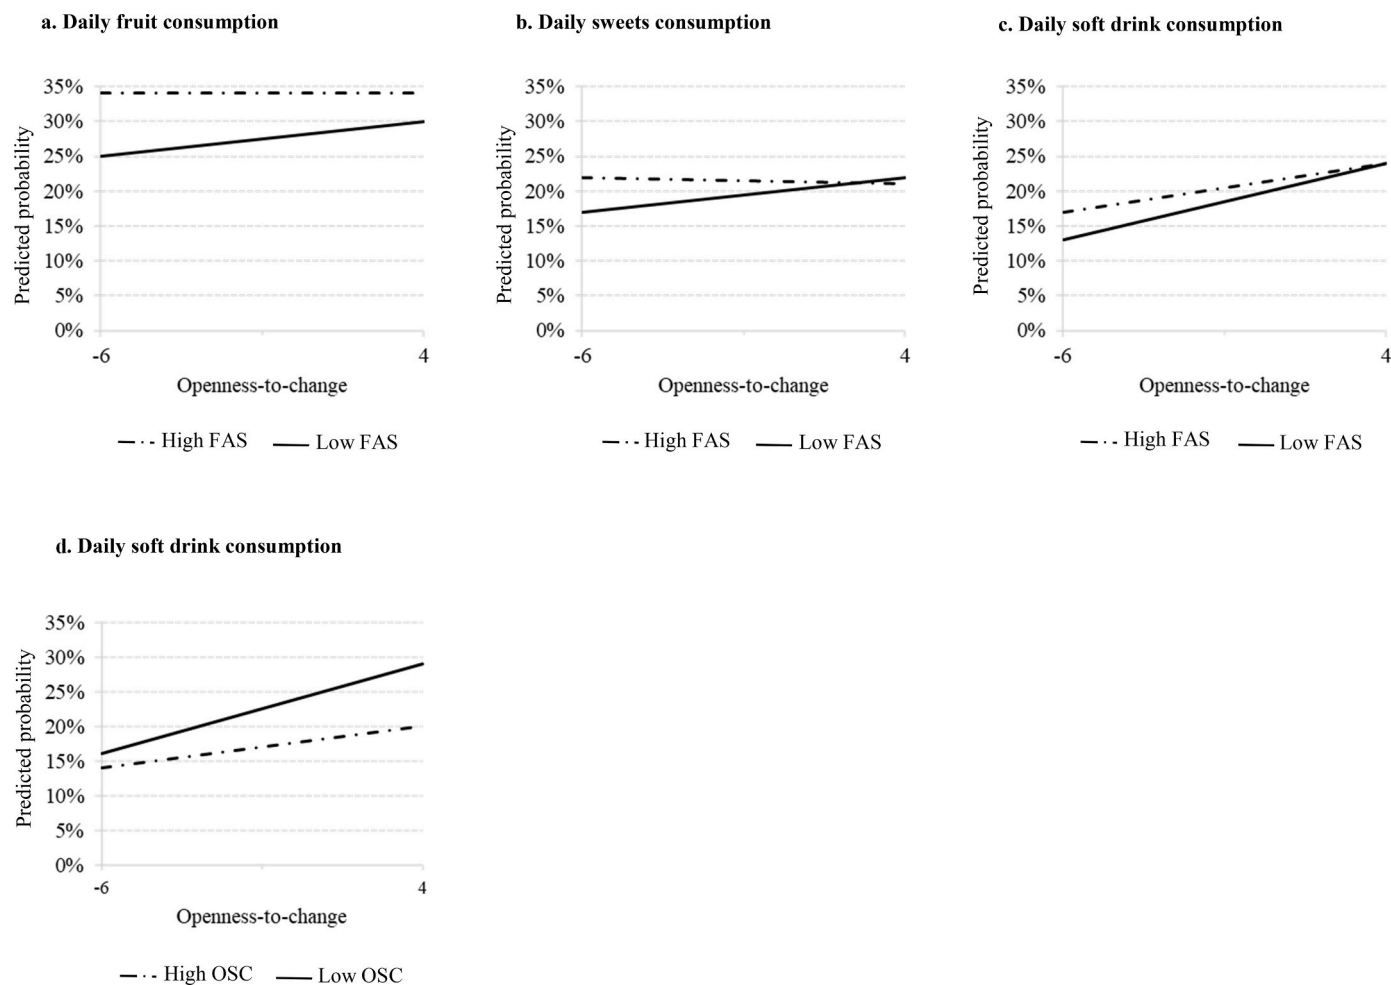 a. Daily fruit consumption
Predicted probability
35%
30%
25%
20%
15%
10%
5%
0%
-6 4
Openness-to-change
High FAS Low FAS
b. Daily sweets consumption
Predicted probability
35%
30%
25%
20%
15%
10%
5%
0%
-6 4
Openness-to-change
High FAS Low FAS
c. Daily soft drink consumption
Predicted probability
35%
30%
25%
20%
15%
10%
5%
0%
-6 4
Openness-to-change
High FAS Low FAS
d. Daily soft drink consumption
Predicted probability
35%
30%
25%
20%
15%
10%
5%
0%
-6 4
Openness-to-change
High OSC Low OSC